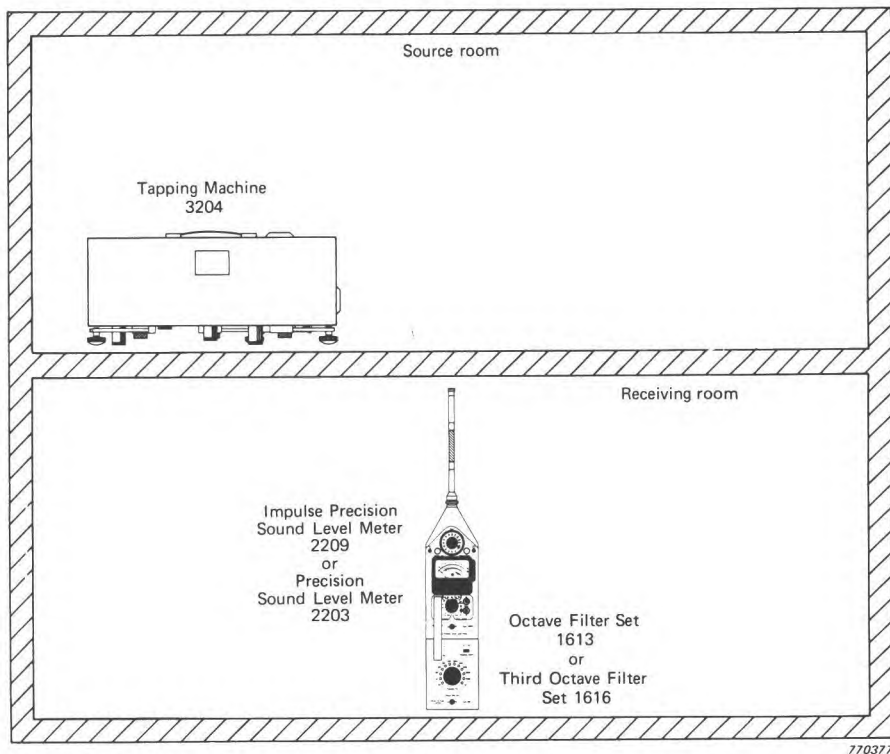 Source room
Tapping Machine
3204
Receiving room
Impulse Precision
Sound Level Meter
2209
or
Precision
Sound Level Meter
2203
Octave Filter Set
1613
or
Third Octave Filter
Set 1616
770377